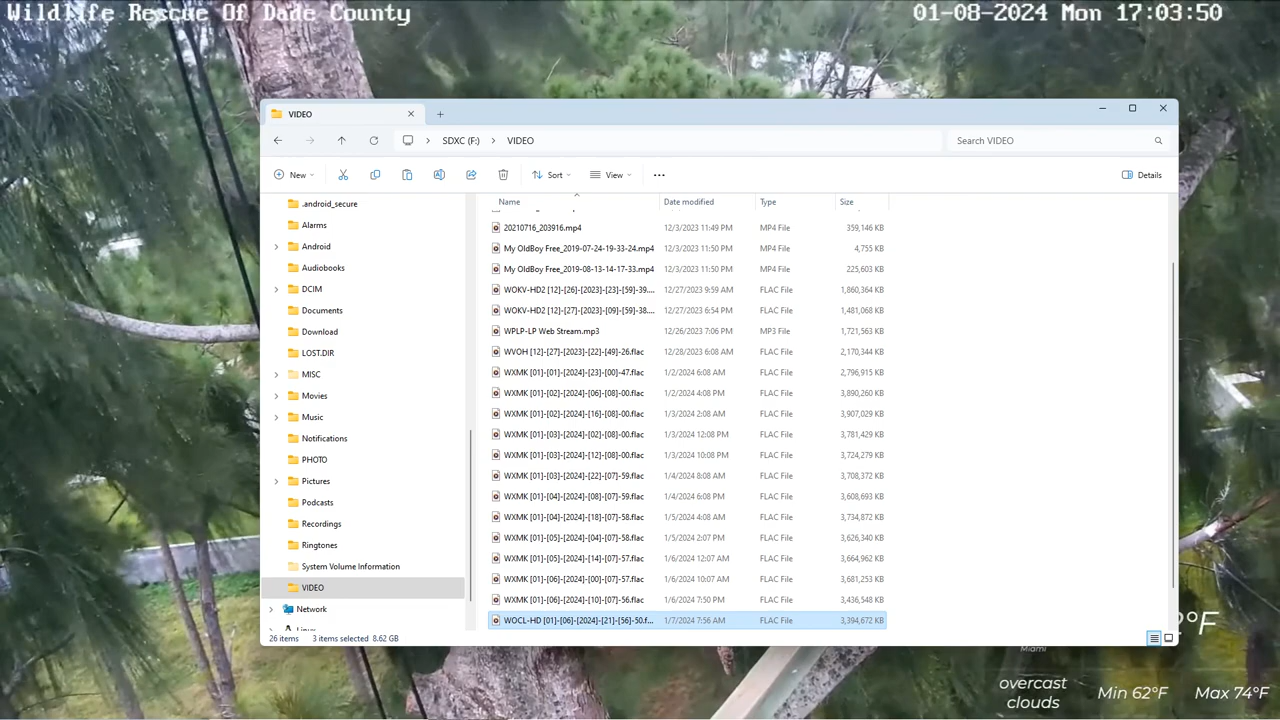 Wildlife Rescue Of Dade County
01-08-2024 Mon 17:03:50
VIDEO
SDXC (F:) > VIDEO
Search VIDEO
New
Sort
View
Details
.android_secure
Alarms
Android
Audiobooks
DCIM
Documents
Download
LOST.DIR
MISC
Movies
Music
Notifications
PHOTO
Pictures
Podcasts
Recordings
Ringtones
System Volume Information
VIDEO
Network
Name Date modified Type Size
20210716_203916.mp4 12/3/2023 11:49 PM MP4 File 359,146 KB
My OldBoy Free_2019-07-24-19-33-24.mp4 12/3/2023 11:50 PM MP4 File 4,755 KB
My OldBoy Free_2019-08-13-14-17-33.mp4 12/3/2023 11:50 PM MP4 File 225,603 KB
WOKV-HD2 [12]-[26]-[2023]-[23]-[59]-39.... 12/27/2023 9:59 AM FLAC File 1,860,364 KB
WOKV-HD2 [12]-[27]-[2023]-[09]-[59]-38.... 12/27/2023 6:54 PM FLAC File 1,481,068 KB
WPLP-LP Web Stream.mp3 12/26/2023 7:06 PM MP3 File 1,721,563 KB
WVOH [12]-[27]-[2023]-[22]-[49]-26.flac 12/28/2023 6:08 AM FLAC File 2,170,344 KB
WXMK [01]-[01]-[2024]-[23]-[00]-47.flac 1/2/2024 6:08 AM FLAC File 2,796,915 KB
WXMK [01]-[02]-[2024]-[06]-[08]-00.flac 1/2/2024 4:08 PM FLAC File 3,890,260 KB
WXMK [01]-[02]-[2024]-[16]-[08]-00.flac 1/3/2024 2:08 AM FLAC File 3,907,029 KB
WXMK [01]-[03]-[2024]-[02]-[08]-00.flac 1/3/2024 12:08 PM FLAC File 3,781,429 KB
WXMK [01]-[03]-[2024]-[12]-[08]-00.flac 1/3/2024 10:08 PM FLAC File 3,724,279 KB
WXMK [01]-[03]-[2024]-[22]-[07]-59.flac 1/4/2024 8:08 AM FLAC File 3,708,372 KB
WXMK [01]-[04]-[2024]-[08]-[07]-59.flac 1/4/2024 6:08 PM FLAC File 3,608,693 KB
WXMK [01]-[04]-[2024]-[18]-[07]-58.flac 1/5/2024 4:08 AM FLAC File 3,734,872 KB
WXMK [01]-[05]-[2024]-[04]-[07]-58.flac 1/5/2024 2:07 PM FLAC File 3,626,340 KB
WXMK [01]-[05]-[2024]-[14]-[07]-57.flac 1/6/2024 12:07 AM FLAC File 3,664,962 KB
WXMK [01]-[06]-[2024]-[00]-[07]-57.flac 1/6/2024 10:07 AM FLAC File 3,681,253 KB
WXMK [01]-[06]-[2024]-[10]-[07]-56.flac 1/6/2024 7:50 PM FLAC File 3,436,548 KB
WOCL-HD [01]-[06]-[2024]-[21]-[56]-50.f... 1/7/2024 7:56 AM FLAC File 3,394,672 KB
26 items 3 items selected 8.62 GB
2°F
Miami
overcast
clouds
Min 62°F Max 74°F